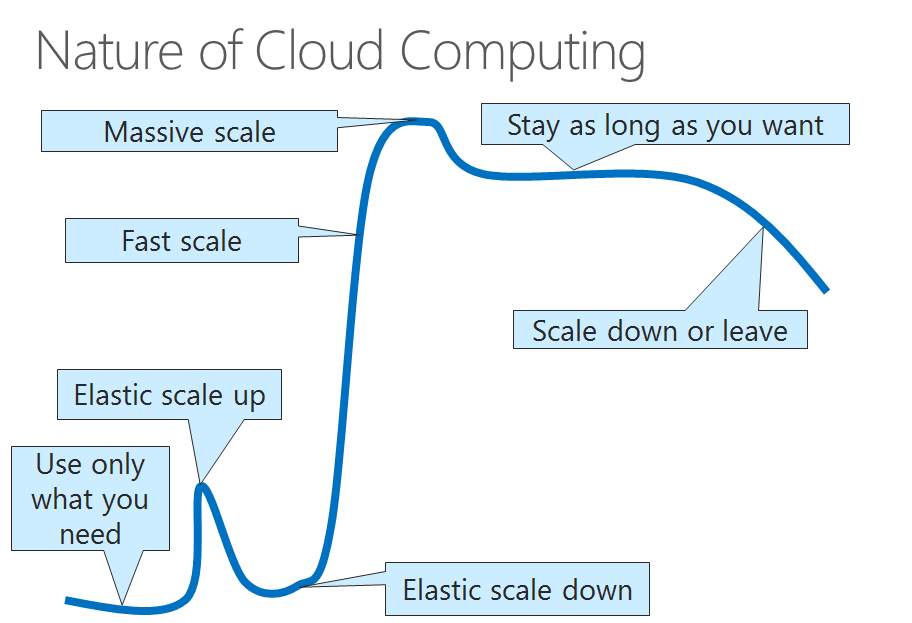 Nature of Cloud Computing
Massive scale
Stay as long as you want
Fast scale
Scale down or leave
Elastic scale up
Use only
what you
need
Elastic scale down